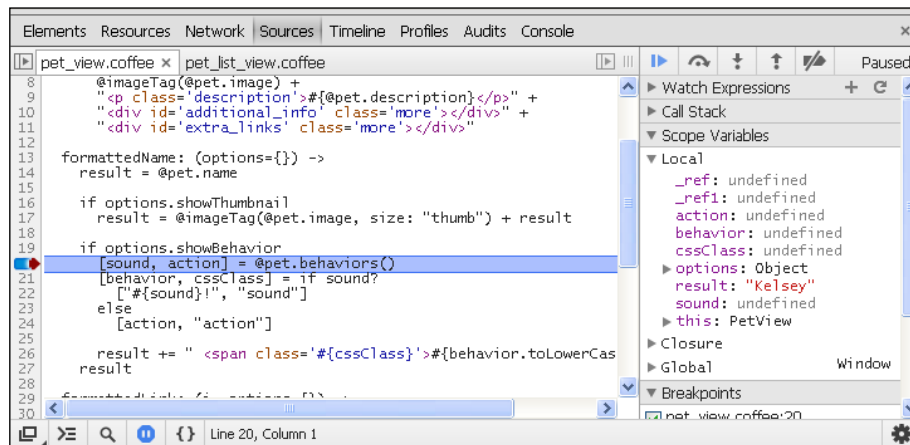 Elements Resources Network Sources Timeline Profiles Audits Console ×
pet_view.coffee × pet_list_view.coffee
8 @imageTag(@pet.image) +
9 "<p class='description'>#{@pet.description}</p>" +
10 "<div id='additional_info' class='more'></div>" +
11 "<div id='extra_links' class='more'></div>"
12
13 formattedName: (options={}) ->
14 result = @pet.name
15
16 if options.showThumbnail
17 result = @imageTag(@pet.image, size: "thumb") + result
18
19 if options.showBehavior
[sound, action] = @pet.behaviors()
21 [behavior, cssClass] = if sound?
22 ["#{sound}!", "sound"]
23 else
24 [action, "action"]
25
26 result += " <span class='#{cssClass}'>#{behavior.toLowerCas
27 result
28
29
30
Paused
Watch Expressions + C
Call Stack
Scope Variables
Local
_ref: undefined
_ref1: undefined
action: undefined
behavior: undefined
cssClass: undefined
options: Object
result: "Kelsey"
sound: undefined
this: PetView
Closure
Global Window
Breakpoints
pet_view.coffee:20
{} Line 20, Column 1